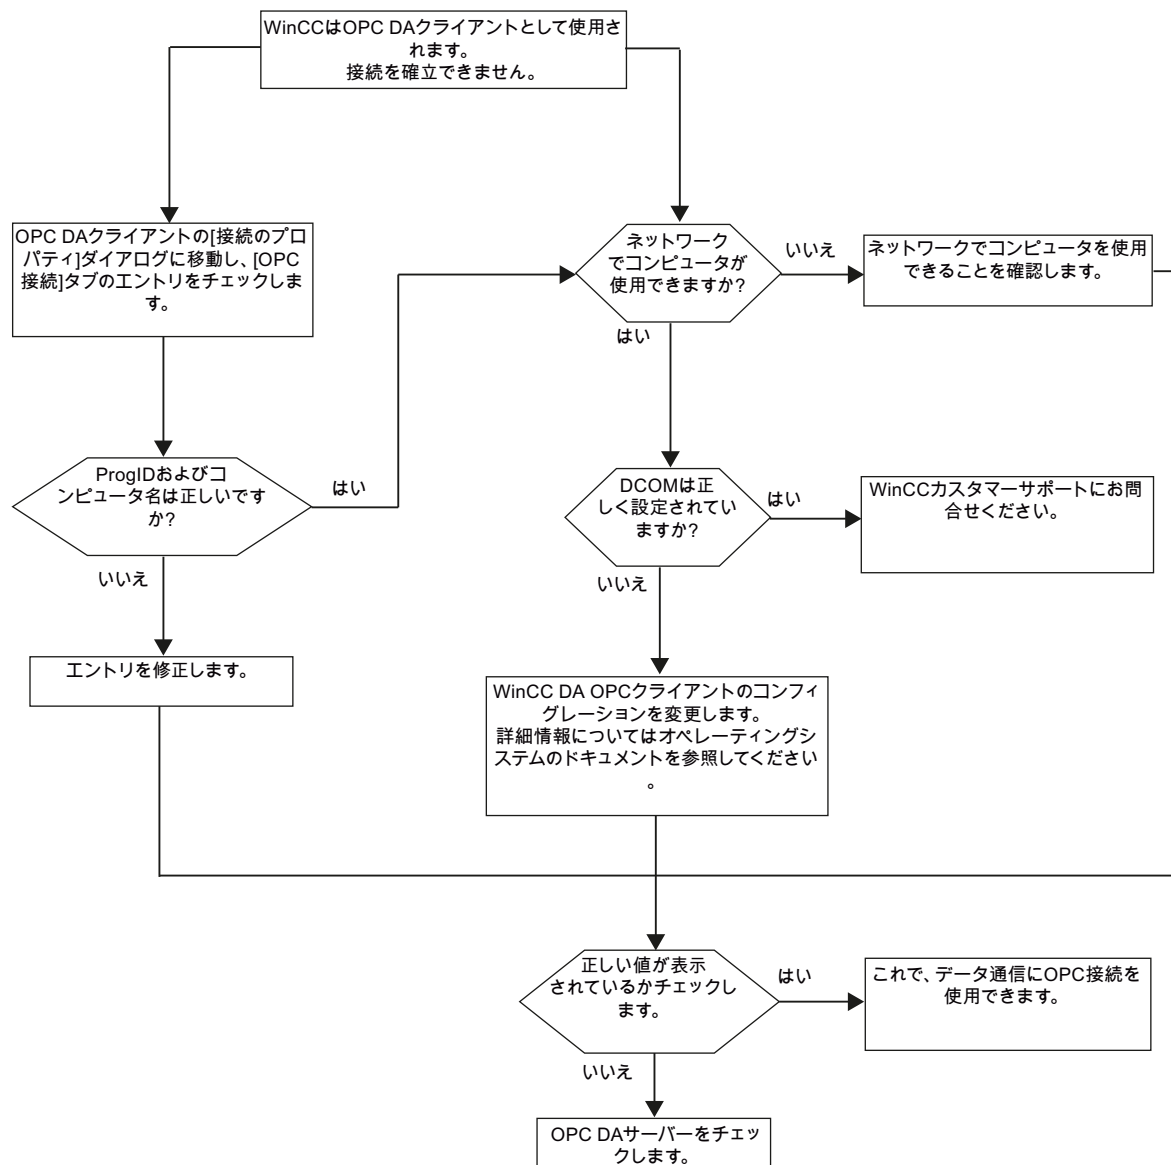 WinCCはOPC DAクライアントとして使用さ
れます。
接続を確立できません。
OPC DAクライアントの[接続のプロ
パティ]ダイアログに移動し、[OPC
接続]タブのエントリをチェックしま
す。
ネットワーク
でコンピュータが
使用できますか?
いいえ
ネットワークでコンピュータを使用
できることを確認します。
はい
ProgIDおよびコ
ンピュータ名は正しいです
か?
はい
DCOMは正
しく設定されてい
ますか?
はい
WinCCカスタマーサポートにお問
合せください。
いいえ
いいえ
エントリを修正します。
WinCC DA OPCクライアントのコンフィ
グレーションを変更します。
詳細情報についてはオペレーティングシ
ステムのドキュメントを参照してください
。
正しい値が表示
されているかチェックし
ます。
はい
これで、データ通信にOPC接続を
使用できます。
いいえ
OPC DAサーバーをチェッ
クします。